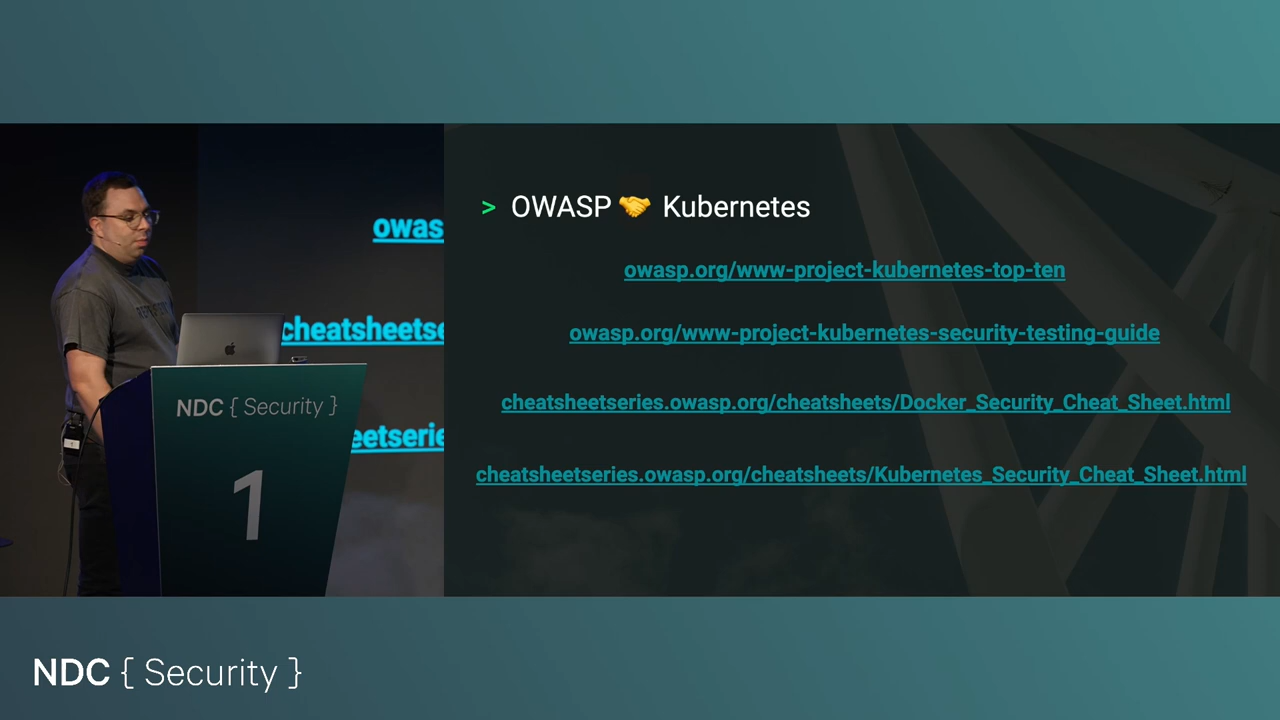 > OWASP 🤝 Kubernetes
owasp.org/www-project-kubernetes-top-ten
owasp.org/www-project-kubernetes-security-testing-guide
cheatsheetseries.owasp.org/cheatsheets/Docker_Security_Cheat_Sheet.html
cheatsheetseries.owasp.org/cheatsheets/Kubernetes_Security_Cheat_Sheet.html
owas
cheatsheetse
eetserie
NDC { Security }
1
NDC { Security }